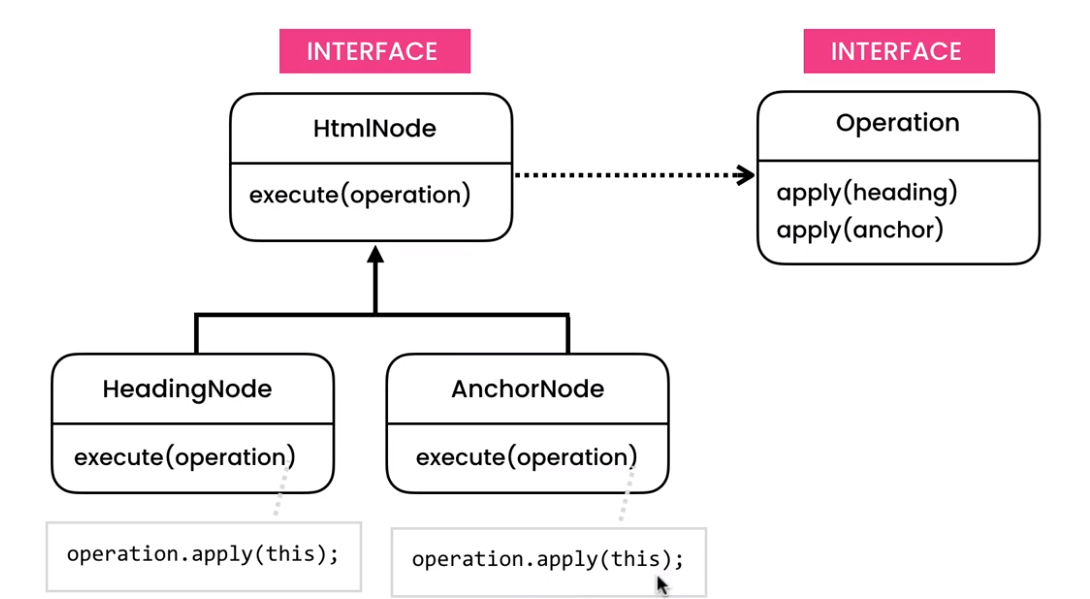 INTERFACE
INTERFACE
HtmlNode
execute(operation)
Operation
apply(heading)
apply(anchor)
HeadingNode
execute(operation)
AnchorNode
execute(operation)
operation.apply(this);
operation.apply(this);